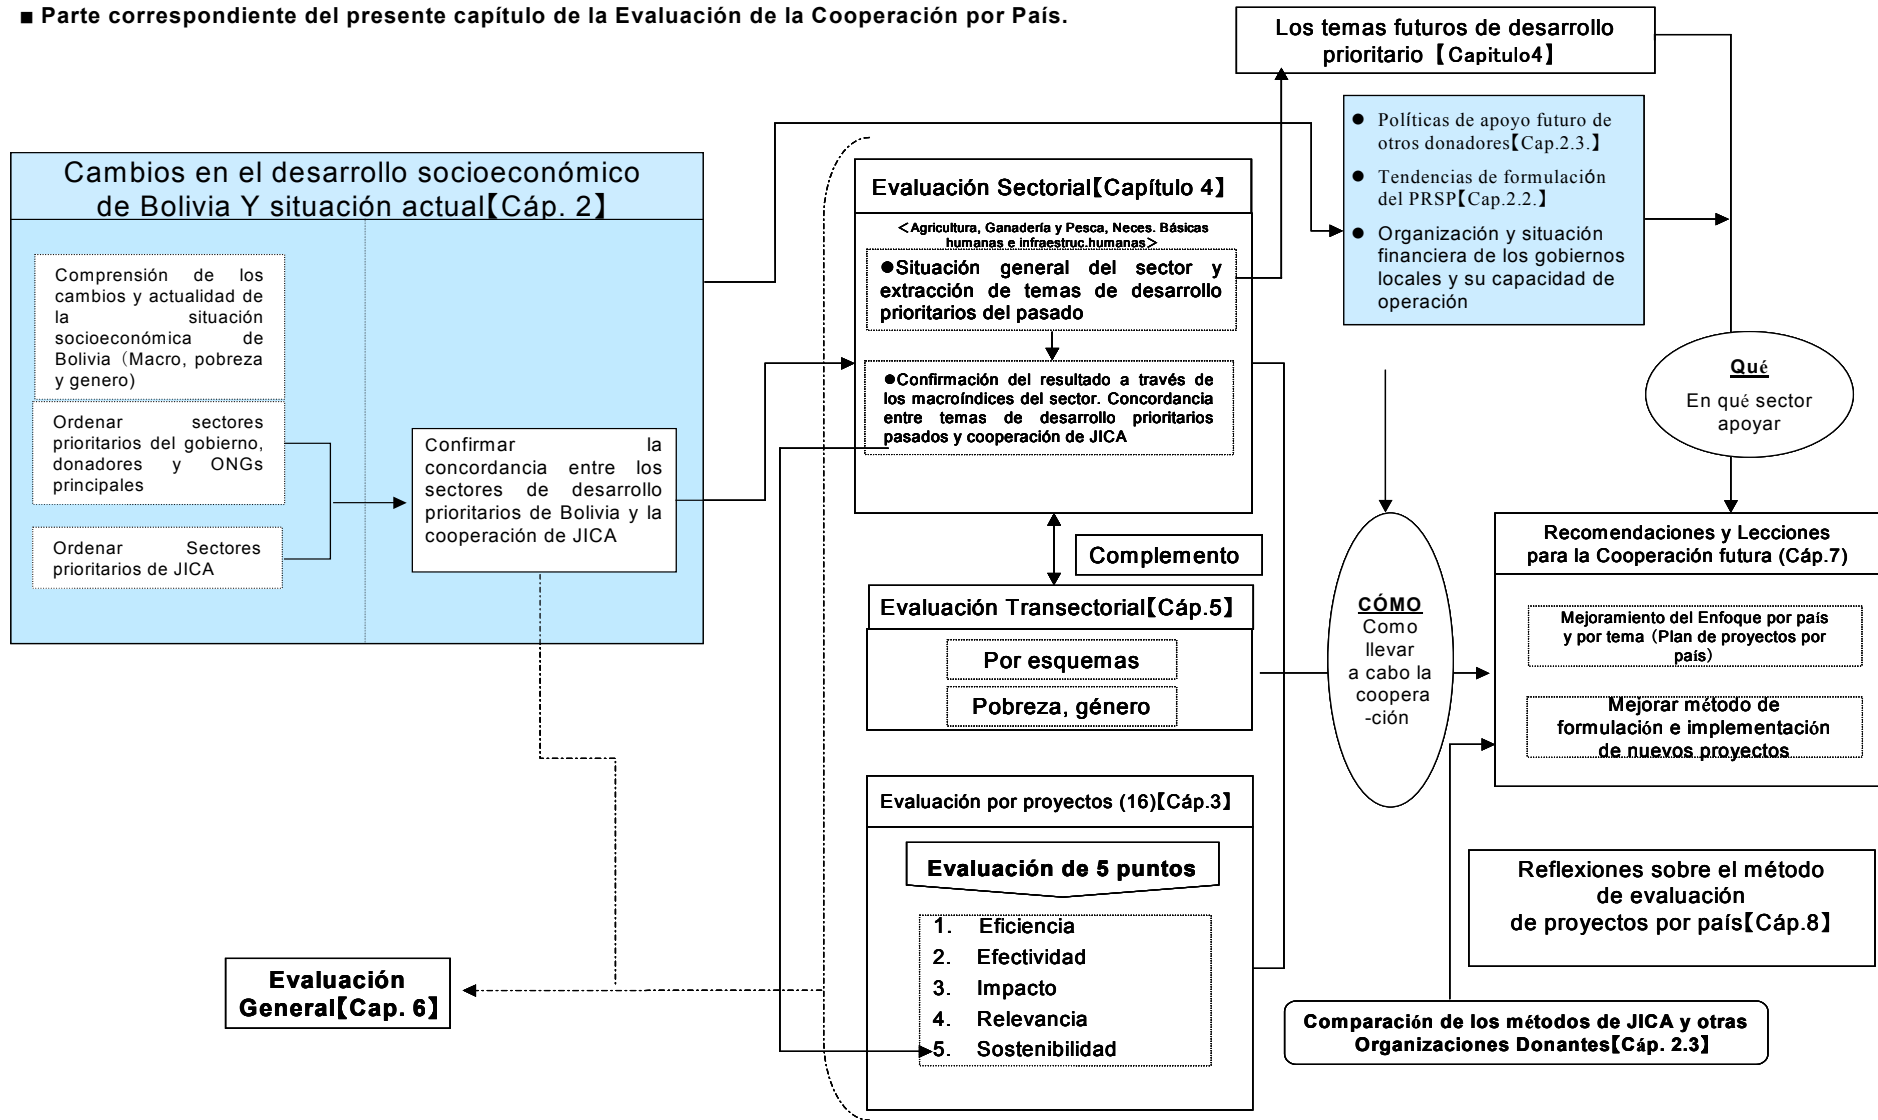 ■ Parte correspondiente del presente capítulo de la Evaluación de la Cooperación por País.
Los temas futuros de desarrollo
prioritario【Capitulo4】
● Políticas de apoyo futuro de
otros donadores【Cap.2.3.】
● Tendencias de formulación
del PRSP【Cap.2.2.】
● Organización y situación
financiera de los gobiernos
locales y su capacidad de
operación
Cambios en el desarrollo socioeconómico
de Bolivia Y situación actual【Cáp. 2】
Comprensión de los
cambios y actualidad de
la situación
socioeconómica de
Bolivia（Macro, pobreza
y genero)
Ordenar sectores
prioritarios del gobierno,
donadores y ONGs
principales
Ordenar Sectores
prioritarios de JICA
Confirmar la
concordancia entre los
sectores de desarrollo
prioritarios de Bolivia y la
cooperación de JICA
Evaluación Sectorial【Capítulo 4】
＜Agricultura, Ganadería y Pesca, Neces. Básicas
humanas e infraestruc.humanas＞
●Situación general del sector y
extracción de temas de desarrollo
prioritarios del pasado
●Confirmación del resultado a través de
los macroíndices del sector. Concordancia
entre temas de desarrollo prioritarios
pasados y cooperación de JICA
Complemento
Evaluación Transectorial【Cáp.5】
Por esquemas
Pobreza, género
Evaluación por proyectos (16)【Cáp.3】
Evaluación de 5 puntos
1. Eficiencia
2. Efectividad
3. Impacto
4. Relevancia
5. Sostenibilidad
Evaluación
General【Cap. 6】
Qué
En qué sector
apoyar
CÓMO
Como
llevar
a cabo la
coopera
-ción
Recomendaciones y Lecciones
para la Cooperación futura (Cáp.7)
Mejoramiento del Enfoque por país
y por tema（Plan de proyectos por
país）
Mejorar método de
formulación e implementación
de nuevos proyectos
Reflexiones sobre el método
de evaluación
de proyectos por país【Cáp.8】
Comparación de los métodos de JICA y otras
Organizaciones Donantes【Cáp. 2.3】